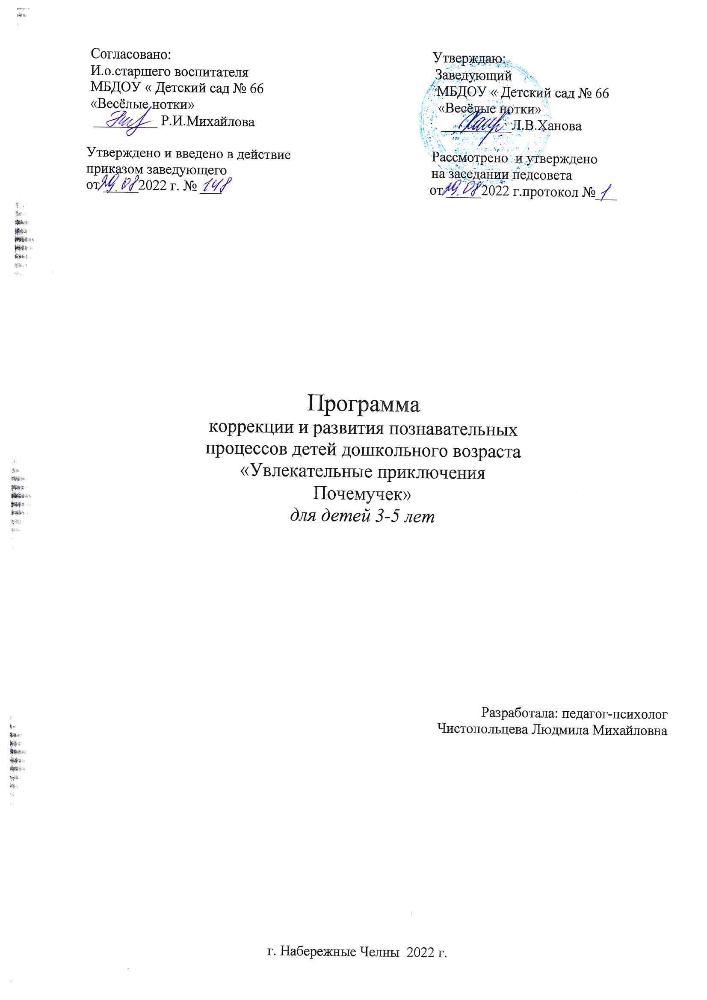 Согласовано:
И.о.старшего воспитателя
МБДОУ « Детский сад № 66
«Весёлые нотки»
__________ Р.И.Михайлова
Утверждено и введено в действие
приказом заведующего
от 29.08 2022 г. № 148
Утверждаю:
Заведующий
МБДОУ « Детский сад № 66
«Весёлые нотки»
__________Л.В.Ханова
Рассмотрено и утверждено
на заседании педсовета
от 29.08 2022 г.протокол № 1
Программа
коррекции и развития познавательных
процессов детей дошкольного возраста
«Увлекательные приключения
Почемучек»
для детей 3-5 лет
Разработала: педагог-психолог
Чистопольцева Людмила Михайловна
г. Набережные Челны 2022 г.